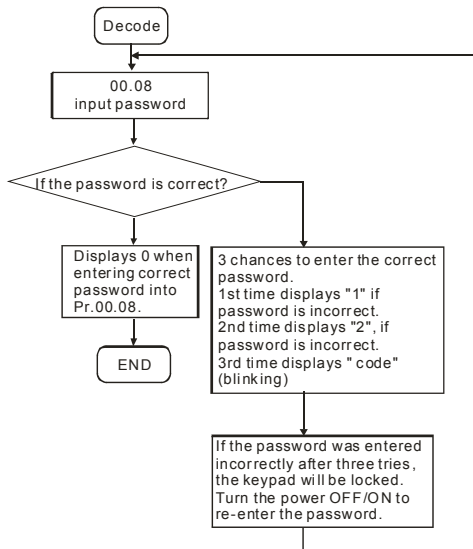 Decode
00.08
input password
If the password is correct?
Displays 0 when
entering correct
password into
Pr.00.08.
END
3 chances to enter the correct
password.
1st time displays "1" if
password is incorrect.
2nd time displays "2", if
password is incorrect.
3rd time displays " code"
(blinking)
If the password was entered
incorrectly after three tries,
the keypad will be locked.
Turn the power OFF/ON to
re-enter the password.